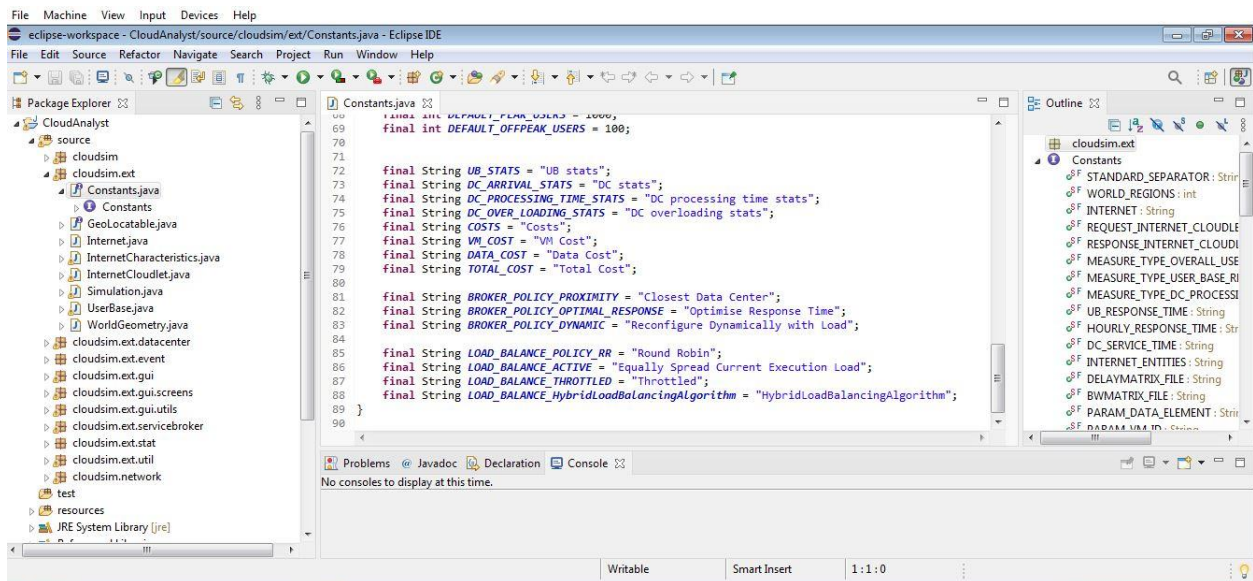 File Machine View Input Devices Help
eclipse-workspace - CloudAnalyst/source/cloudsim/ext/Constants.java - Eclipse IDE
File Edit Source Refactor Navigate Search Project Run Window Help
Package Explorer
CloudAnalyst
source
cloudsim
cloudsim.ext
Constants.java
Constants
GeoLocatable.java
Internet.java
InternetCharacteristics.java
InternetCloudlet.java
Simulation.java
UserBase.java
WorldGeometry.java
cloudsim.ext.datacenter
cloudsim.ext.event
cloudsim.ext.gui
cloudsim.ext.gui.screens
cloudsim.ext.gui.utils
cloudsim.ext.servicebroker
cloudsim.ext.stat
cloudsim.ext.util
cloudsim.network
test
resources
JRE System Library [jre]
Constants.java
68 final int DEFAULT_PEAK_USERS = 1000;
69 final int DEFAULT_OFFPEAK_USERS = 100;
70
71
72 final String UB_STATS = "UB stats";
73 final String DC_ARRIVAL_STATS = "DC stats";
74 final String DC_PROCESSING_TIME_STATS = "DC processing time stats";
75 final String DC_OVER_LOADING_STATS = "DC overloading stats";
76 final String COSTS = "Costs";
77 final String VM_COST = "VM Cost";
78 final String DATA_COST = "Data Cost";
79 final String TOTAL_COST = "Total Cost";
80
81 final String BROKER_POLICY_PROXIMITY = "Closest Data Center";
82 final String BROKER_POLICY_OPTIMAL_RESPONSE = "Optimise Response Time";
83 final String BROKER_POLICY_DYNAMIC = "Reconfigure Dynamically with Load";
84
85 final String LOAD_BALANCE_POLICY_RR = "Round Robin";
86 final String LOAD_BALANCE_ACTIVE = "Equally Spread Current Execution Load";
87 final String LOAD_BALANCE_THROTTLED = "Throttled";
88 final String LOAD_BALANCE_HybridLoadBalancingAlgorithm = "HybridLoadBalancingAlgorithm";
89 }
90
Problems @ Javadoc Declaration Console
No consoles to display at this time.
Outline
cloudsim.ext
Constants
STANDARD_SEPARATOR : Strin
WORLD_REGIONS : int
INTERNET : String
REQUEST_INTERNET_CLOUDLE
RESPONSE_INTERNET_CLOUDL
MEASURE_TYPE_OVERALL_USE
MEASURE_TYPE_USER_BASE_RI
MEASURE_TYPE_DC_PROCESSI
UB_RESPONSE_TIME : String
HOURLY_RESPONSE_TIME : Str
DC_SERVICE_TIME : String
INTERNET_ENTITIES : String
DELAYMATRIX_FILE : String
BWMATRIX_FILE : String
PARAM_DATA_ELEMENT : Strin
PARAM_VM_ID : String
Writable Smart Insert 1:1:0